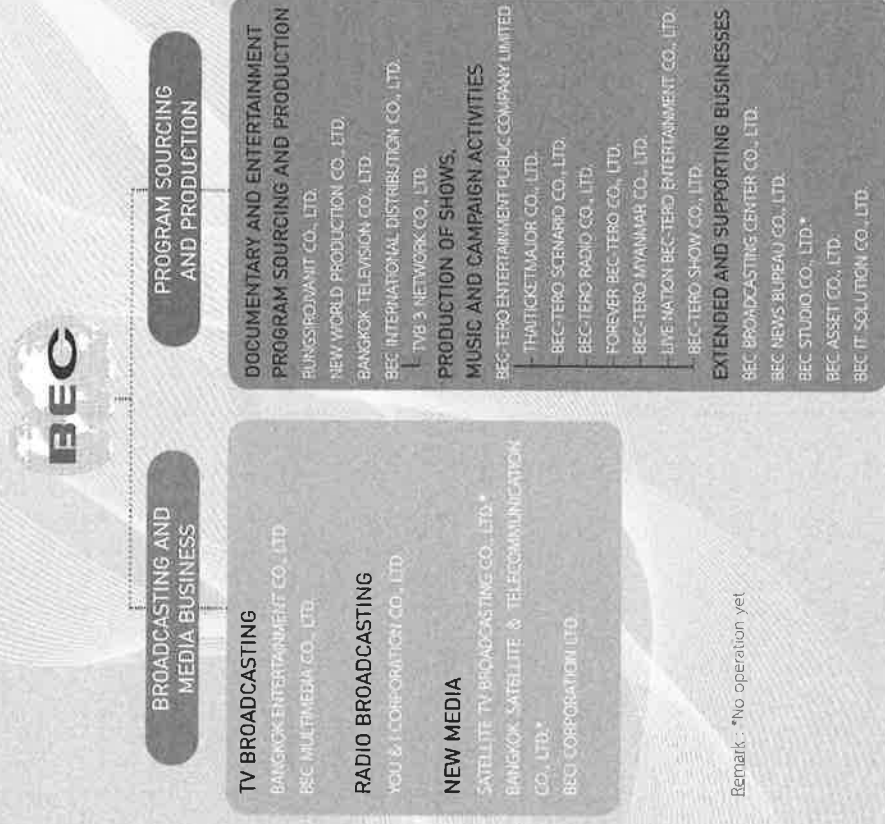 BEC
BROADCASTING AND
MEDIA BUSINESS
TV BROADCASTING
BANGKOK ENTERTAINMENT CO., LTD.
BEC MULTIMEDIA CO., LTD.
RADIO BROADCASTING
YOU & I CORPORATION CO., LTD.
NEW MEDIA
SATELLITE TV BROADCASTING CO., LTD.*
BANGKOK SATELLITE & TELECOMMUNICATION
CO., LTD.*
BECI CORPORATION LTD.
PROGRAM SOURCING
AND PRODUCTION
DOCUMENTARY AND ENTERTAINMENT
PROGRAM SOURCING AND PRODUCTION
RUNGSIROJVANIT CO., LTD.
NEW WORLD PRODUCTION CO., LTD.
BANGKOK TELEVISION CO., LTD.
BEC INTERNATIONAL DISTRIBUTION CO., LTD.
TVB 3 NETWORK CO., LTD.
PRODUCTION OF SHOWS,
MUSIC AND CAMPAIGN ACTIVITIES
BEC-TERO ENTERTAINMENT PUBLIC COMPANY LIMITED
THAITICKETMAJOR CO., LTD.
BEC-TERO SCENARIO CO., LTD.
BEC-TERO RADIO CO., LTD.
FOREVER BEC-TERO CO., LTD.
BEC-TERO MYANMAR CO., LTD.
LIVE NATION BEC-TERO ENTERTAINMENT CO., LTD.
BEC-TERO SHOW CO., LTD.
EXTENDED AND SUPPORTING BUSINESSES
BEC BROADCASTING CENTER CO., LTD.
BEC NEWS BUREAU CO., LTD.
BEC STUDIO CO., LTD.*
BEC ASSET CO., LTD.
BEC IT SOLUTION CO., LTD.
Remark : *No operation yet